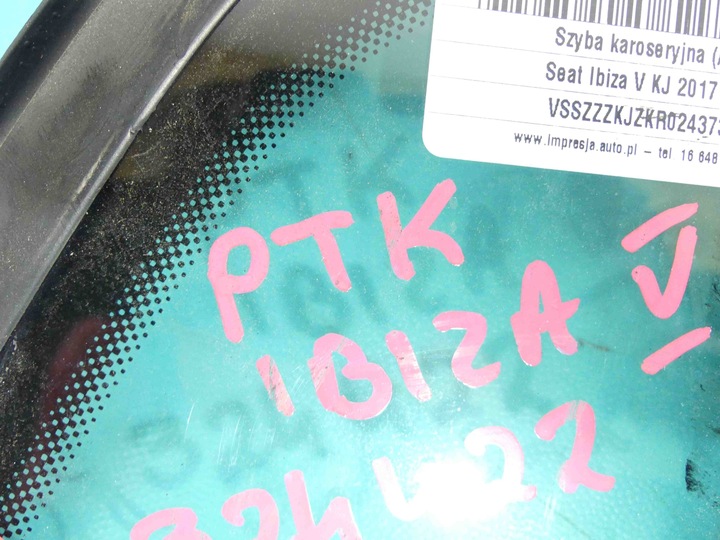 Szyba karoseryjna (
Seat Ibiza V KJ 2017
VSSZZZKJZKR024373
www.impresja.auto.pl – tel 16 648
PTK
IBIZA V